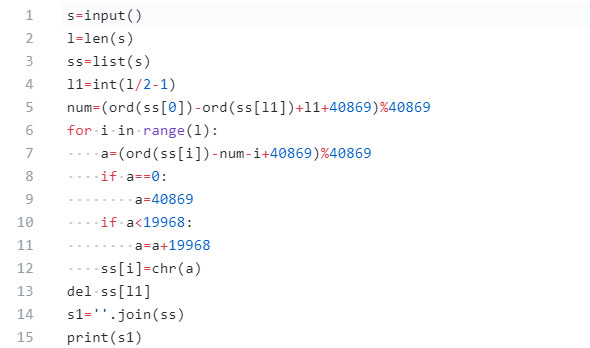 1 s=input()
2 l=len(s)
3 ss=list(s)
4 l1=int(l/2-1)
5 num=(ord(ss[0])-ord(ss[l1])+l1+40869)%40869
6 for·i·in·range(l):
7 ····a=(ord(ss[i])-num-i+40869)%40869
8 ····if·a==0:
9 ········a=40869
10 ····if·a<19968:
11 ········a=a+19968
12 ····ss[i]=chr(a)
13 del·ss[l1]
14 s1=''.join(ss)
15 print(s1)